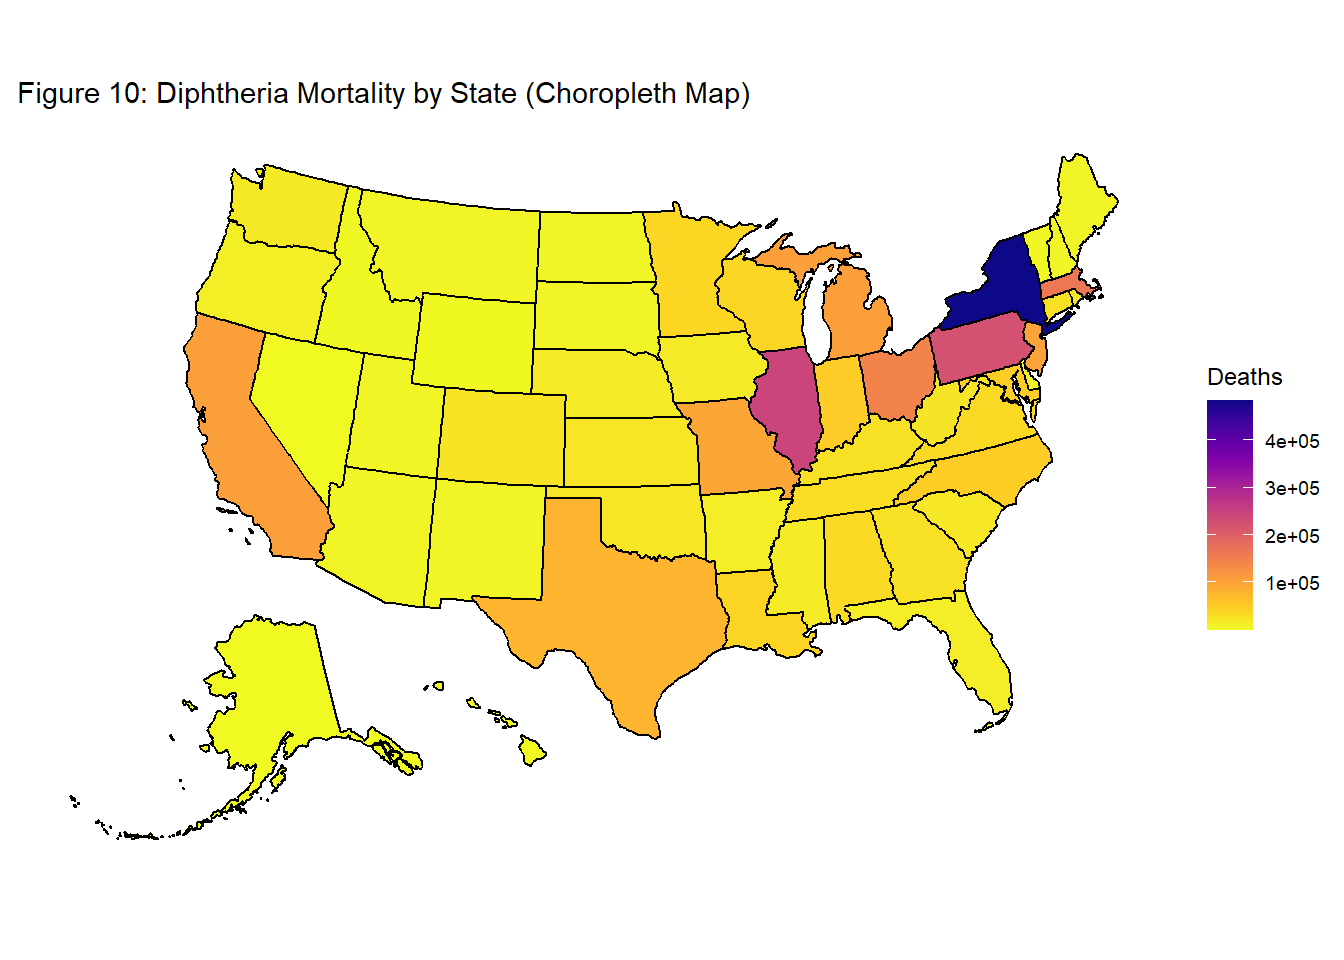 Figure 10: Diphtheria Mortality by State (Choropleth Map)
Deaths
4e+05
3e+05
2e+05
1e+05